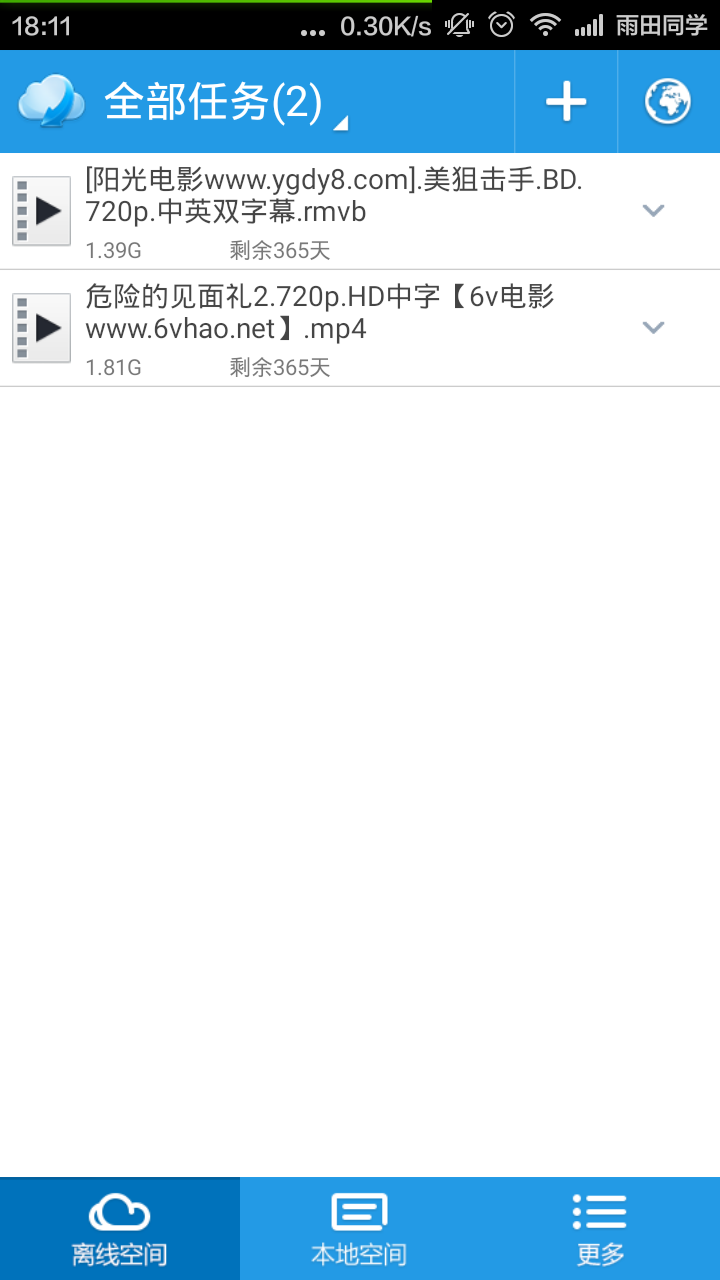 18:11 ... 0.30K/s 雨田同学
全部任务(2)
[阳光电影www.ygdy8.com].美狙击手.BD.
720p.中英双字幕.rmvb
1.39G 剩余365天
危险的见面礼2.720p.HD中字【6v电影
www.6vhao.net】.mp4
1.81G 剩余365天
离线空间 本地空间 更多